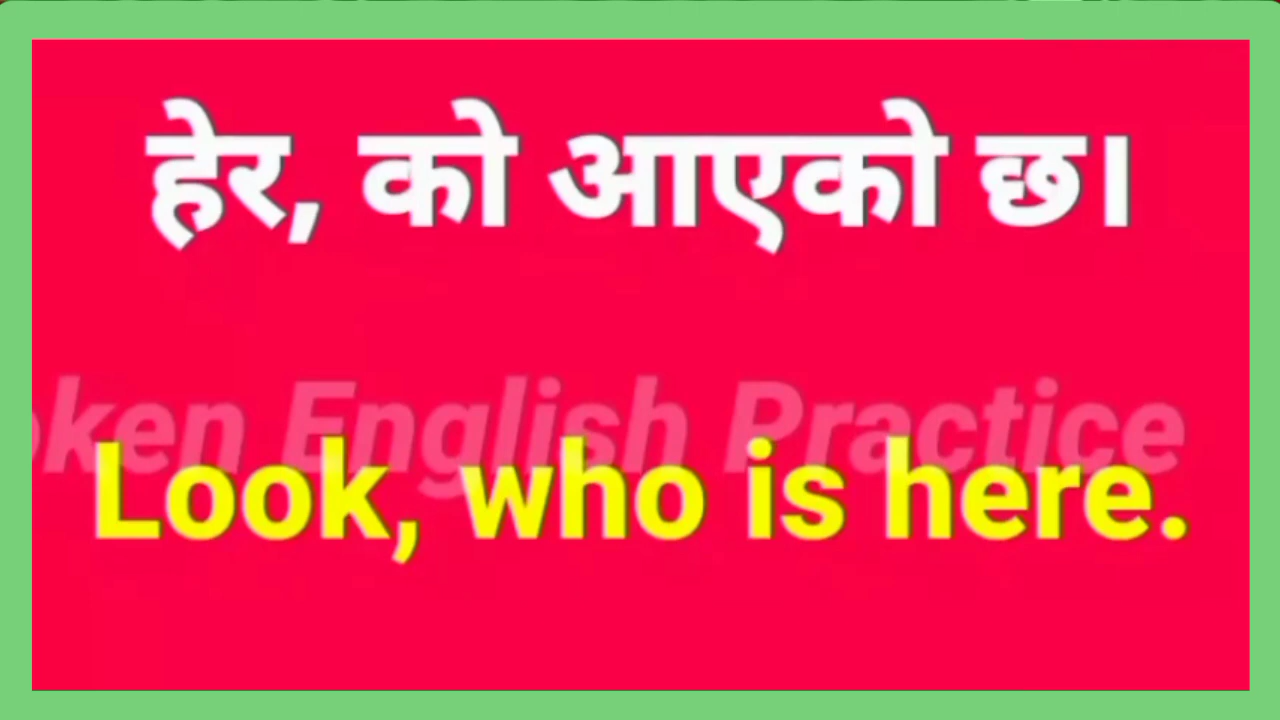 हेर, को आएको छ।
English Practice
Look, who is here.